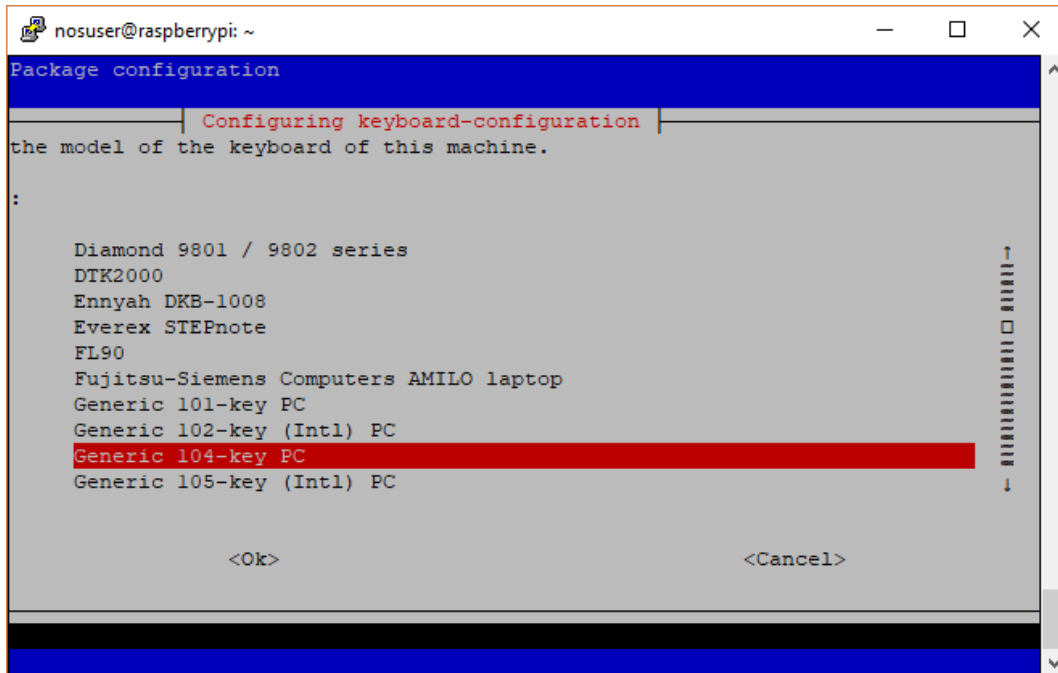 nosuser@raspberrypi: ~
Package configuration
Configuring keyboard-configuration
the model of the keyboard of this machine.
:
Diamond 9801 / 9802 series
DTK2000
Ennyah DKB-1008
Everex STEPnote
FL90
Fujitsu-Siemens Computers AMILO laptop
Generic 101-key PC
Generic 102-key (Intl) PC
Generic 104-key PC
Generic 105-key (Intl) PC
<Ok> <Cancel>